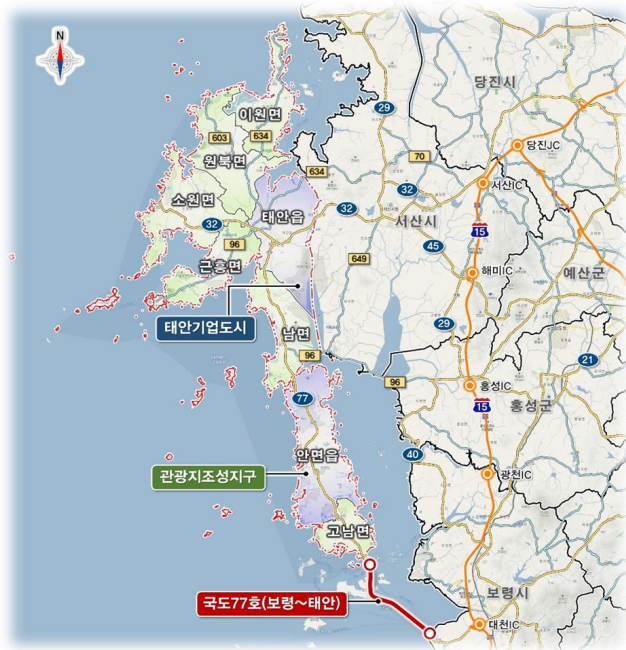 N
이원면
603
634
원북면
634
소원면
태안읍
32
96
근흥면
태안기업도시
남면
96
77
안면읍
관광지조성지구
고남면
국도77호(보령~태안)
당진시
29
당진JC
70
32
서산IC
32
서산시
15
45
649
해미IC
예산군
29
21
96
홍성IC
15
홍성군
40
광천IC
보령시
대천IC